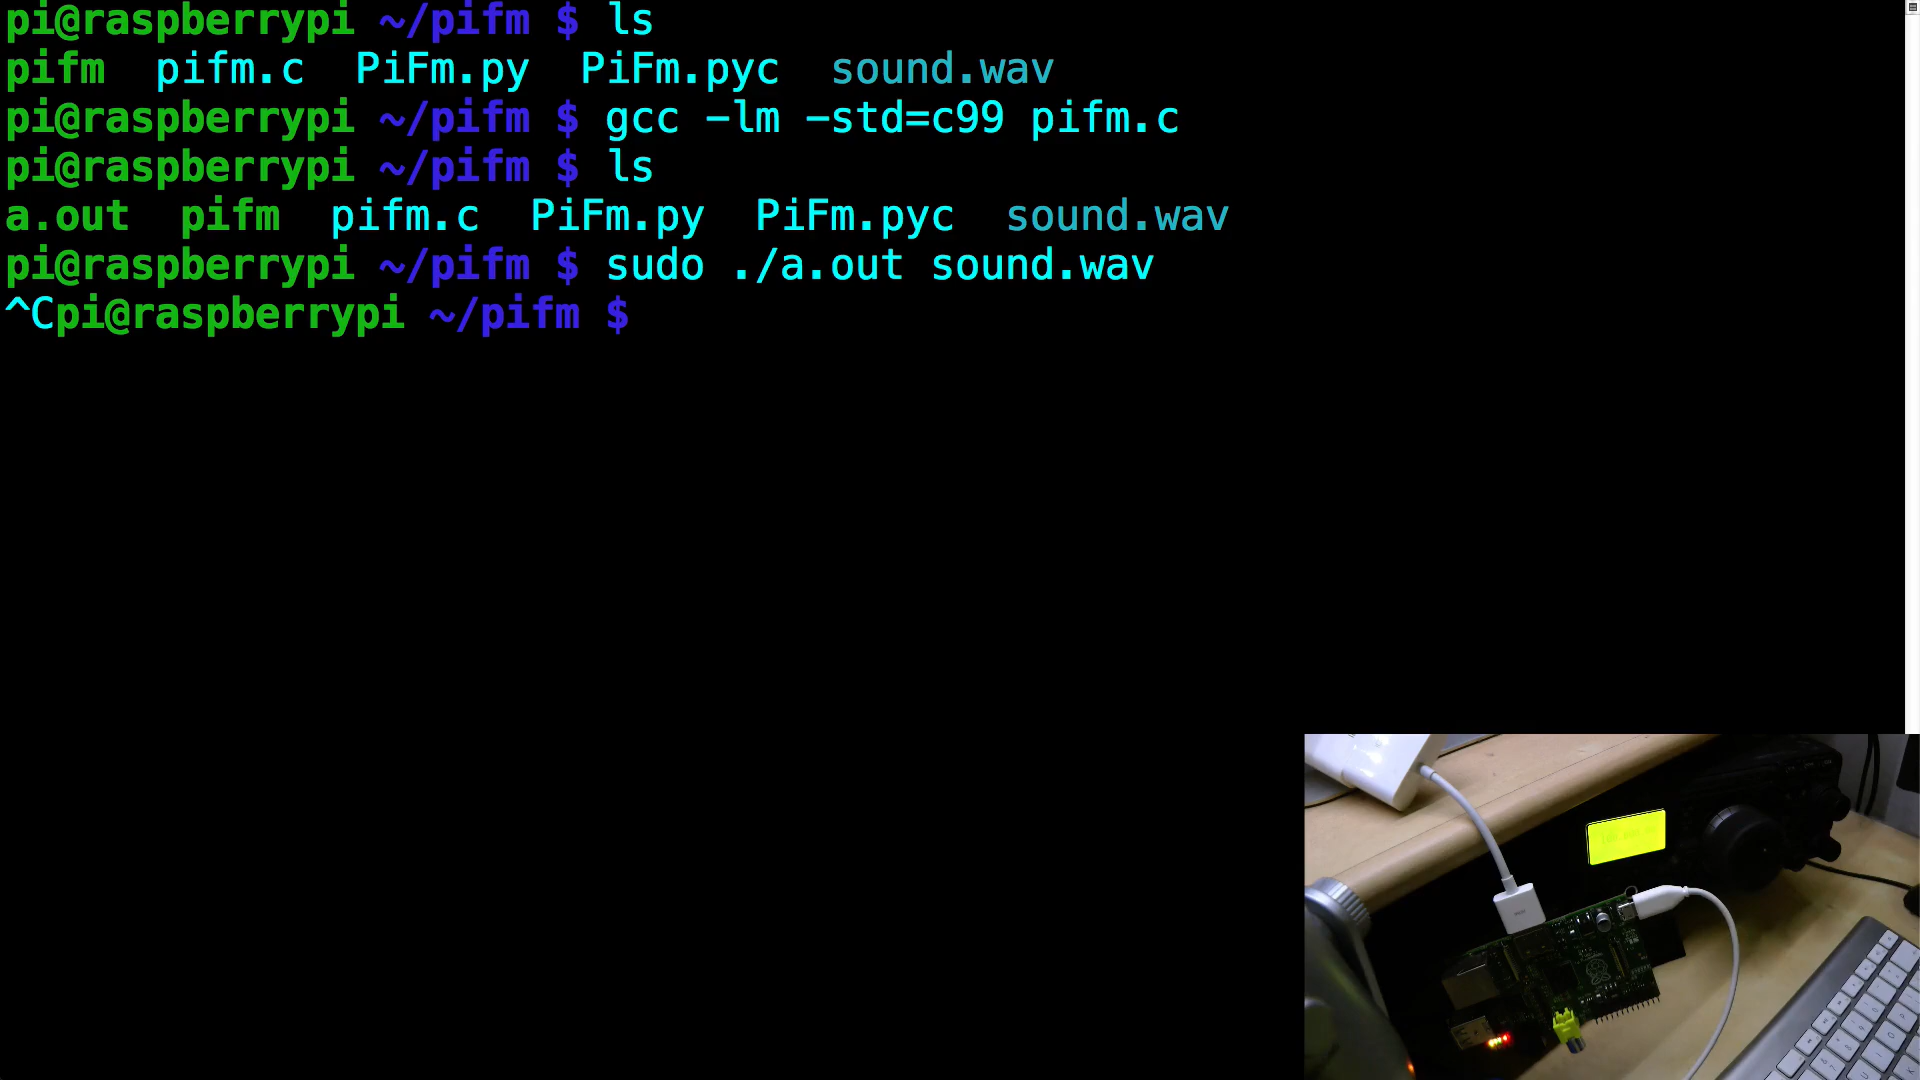 pi@raspberrypi ~/pifm $ ls
pifm  pifm.c  PiFm.py  PiFm.pyc  sound.wav
pi@raspberrypi ~/pifm $ gcc -lm -std=c99 pifm.c
pi@raspberrypi ~/pifm $ ls
a.out  pifm  pifm.c  PiFm.py  PiFm.pyc  sound.wav
pi@raspberrypi ~/pifm $ sudo ./a.out sound.wav
^Cpi@raspberrypi ~/pifm $